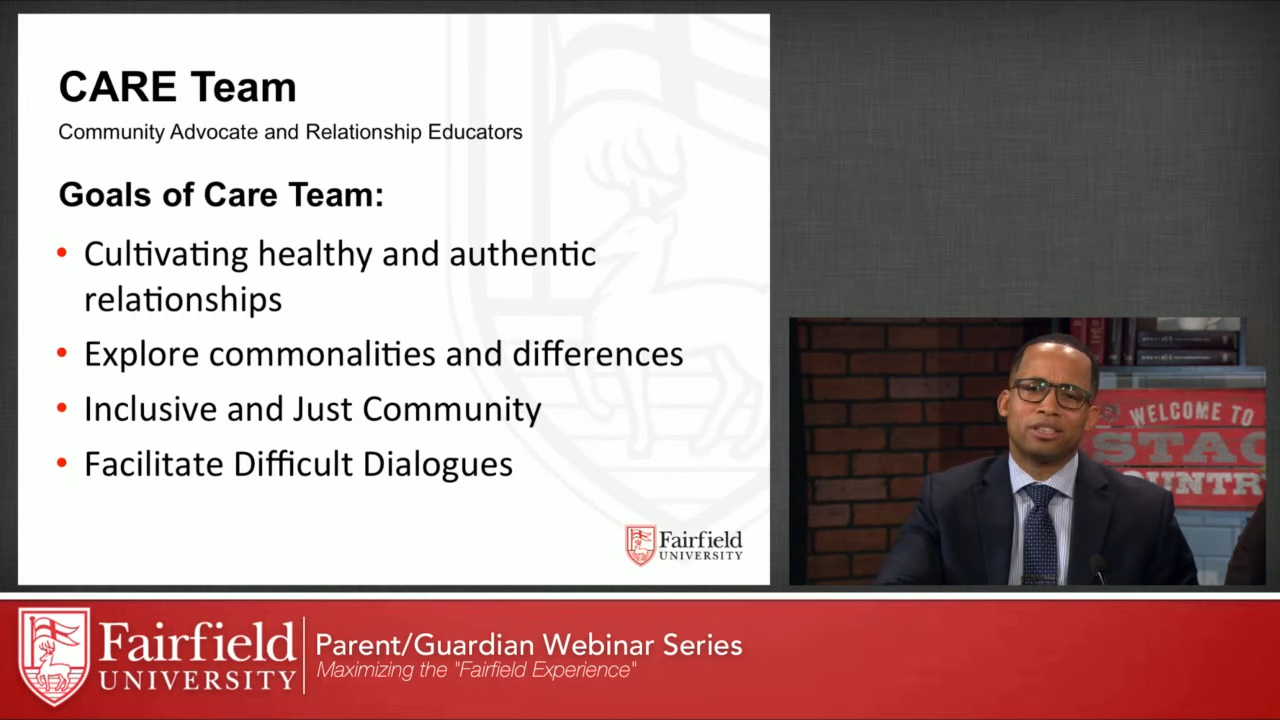 CARE Team
Community Advocate and Relationship Educators
Goals of Care Team:
• Cultivating healthy and authentic
relationships
• Explore commonalities and differences
• Inclusive and Just Community
• Facilitate Difficult Dialogues
Fairfield
UNIVERSITY
WELCOME TO
STAG
UNTR
Fairfield
UNIVERSITY
Parent/Guardian Webinar Series
Maximizing the "Fairfield Experience"